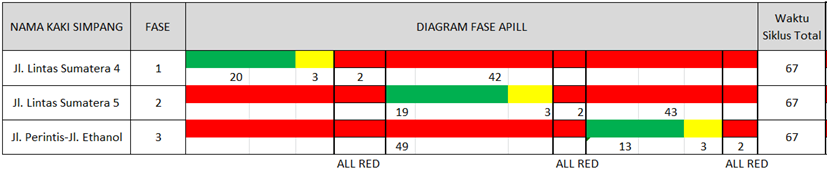 NAMA KAKI SIMPANG FASE DIAGRAM FASE APILL Waktu Siklus Total
Jl. Lintas Sumatera 4 1 67
20 3 2 42
Jl. Lintas Sumatera 5 2 67
19 3 2 43
Jl. Perintis-Jl. Ethanol 3 67
49 13 3 2
ALL RED ALL RED ALL RED